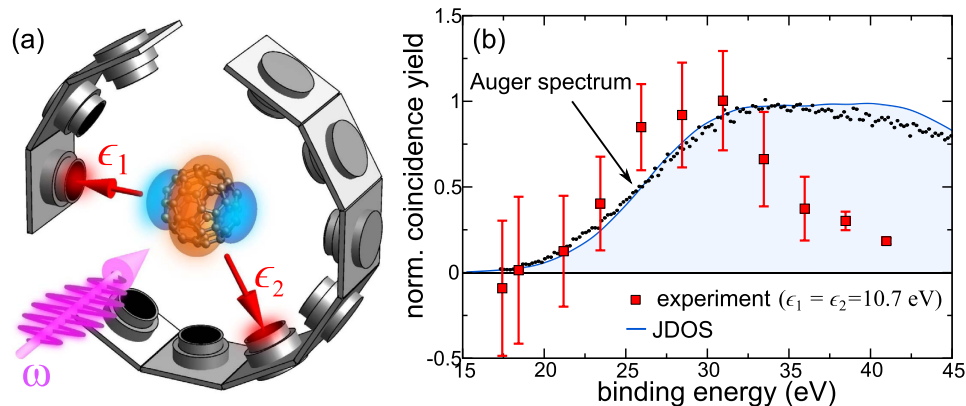 (a)
ϵ₁
ϵ₂
ω
(b)
norm. coincidence yield
1.5
1.0
0.5
0
-0.5
Auger spectrum
experiment (ϵ₁ = ϵ₂=10.7 eV)
JDOS
15 20 25 30 35 40 45
binding energy (eV)